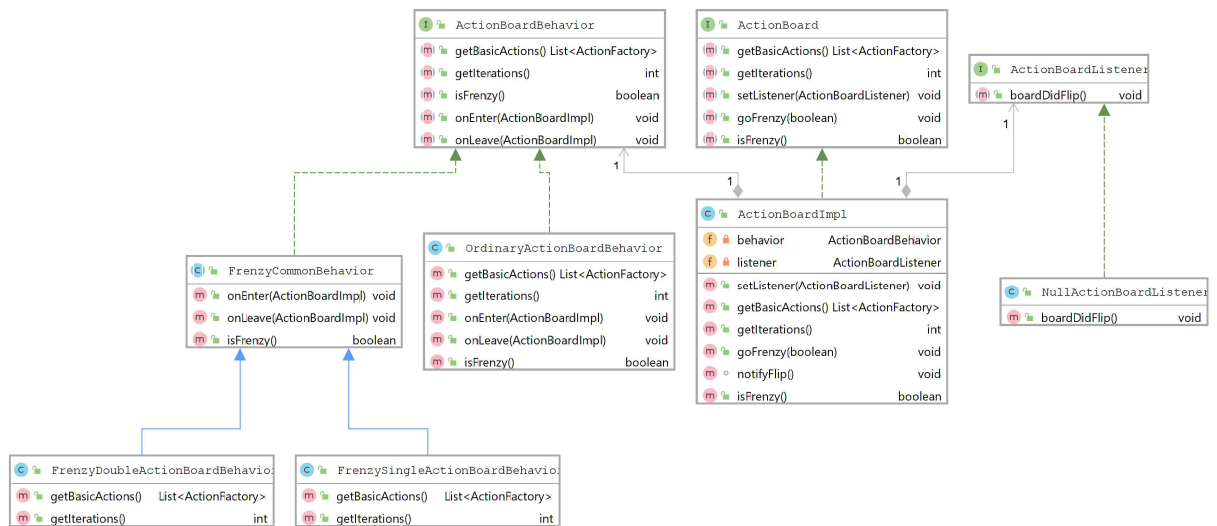 ActionBoardBehavior
getBasicActions() List<ActionFactory>
getIterations() int
isFrenzy() boolean
onEnter(ActionBoardImpl) void
onLeave(ActionBoardImpl) void
ActionBoard
getBasicActions() List<ActionFactory>
getIterations() int
setListener(ActionBoardListener) void
goFrenzy(boolean) void
isFrenzy() boolean
ActionBoardListener
boardDidFlip() void
1
1
1
1
FrenzyCommonBehavior
onEnter(ActionBoardImpl) void
onLeave(ActionBoardImpl) void
isFrenzy() boolean
OrdinaryActionBoardBehavior
getBasicActions() List<ActionFactory>
getIterations() int
onEnter(ActionBoardImpl) void
onLeave(ActionBoardImpl) void
isFrenzy() boolean
ActionBoardImpl
behavior ActionBoardBehavior
listener ActionBoardListener
setListener(ActionBoardListener) void
getBasicActions() List<ActionFactory>
getIterations() int
goFrenzy(boolean) void
notifyFlip() void
isFrenzy() boolean
NullActionBoardListener
boardDidFlip() void
FrenzyDoubleActionBoardBehavior
getBasicActions() List<ActionFactory>
getIterations() int
FrenzySingleActionBoardBehavior
getBasicActions() List<ActionFactory>
getIterations() int